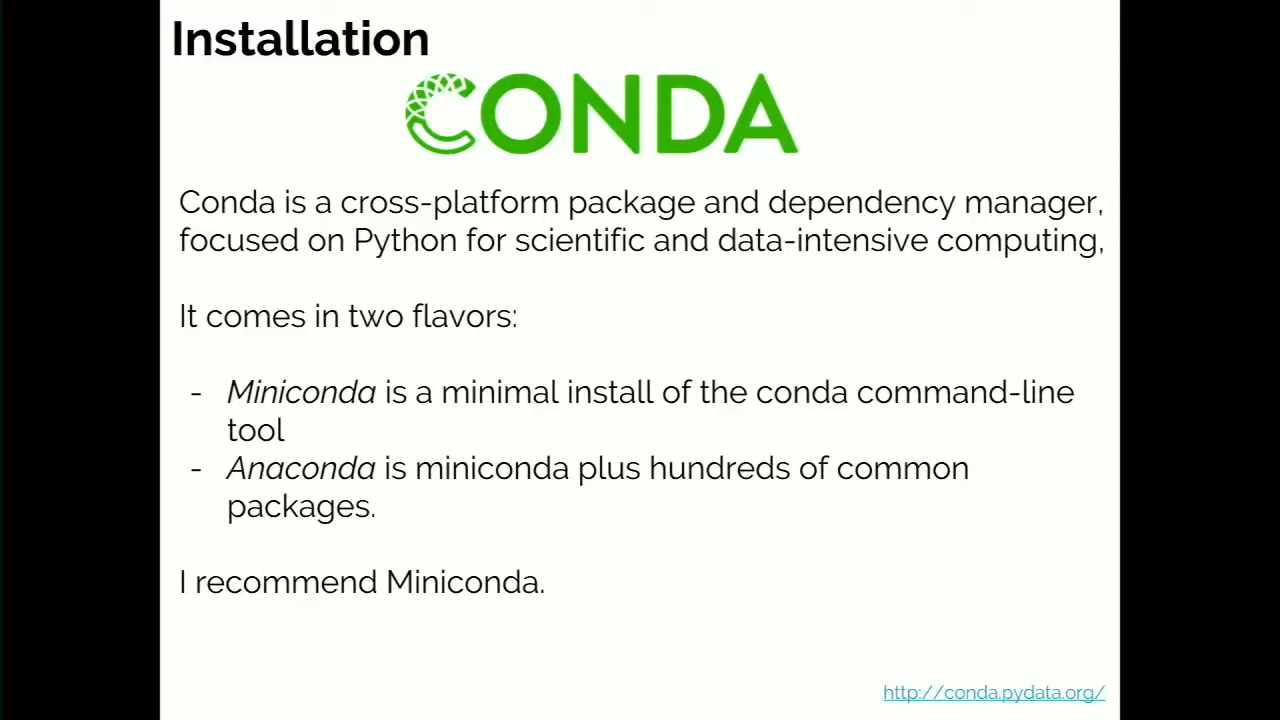 Installation
CONDA
Conda is a cross-platform package and dependency manager,
focused on Python for scientific and data-intensive computing,
It comes in two flavors:
- Miniconda is a minimal install of the conda command-line
tool
- Anaconda is miniconda plus hundreds of common
packages.
I recommend Miniconda.
http://conda.pydata.org/